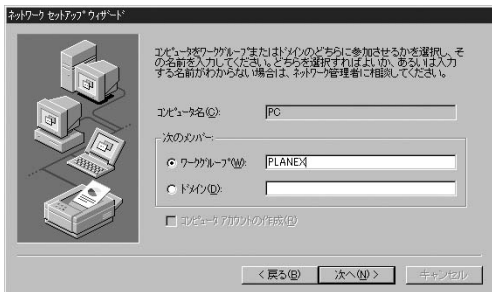 ネットワーク セットアップ ウィザード
コンピュータをワークグループまたはドメインのどちらに参加させるかを選択し、そ
の名前を入力してください。どちらを選択すればよいか、あるいは入力
する名前がわからない場合は、ネットワーク管理者に相談してください。
コンピュータ名(C):
PC
次のメンバー:
ワークグループ(W):
PLANEX
ドメイン(D):
コンピュータ アカウントの作成(R)
< 戻る(B)
次へ(N) >
キャンセル